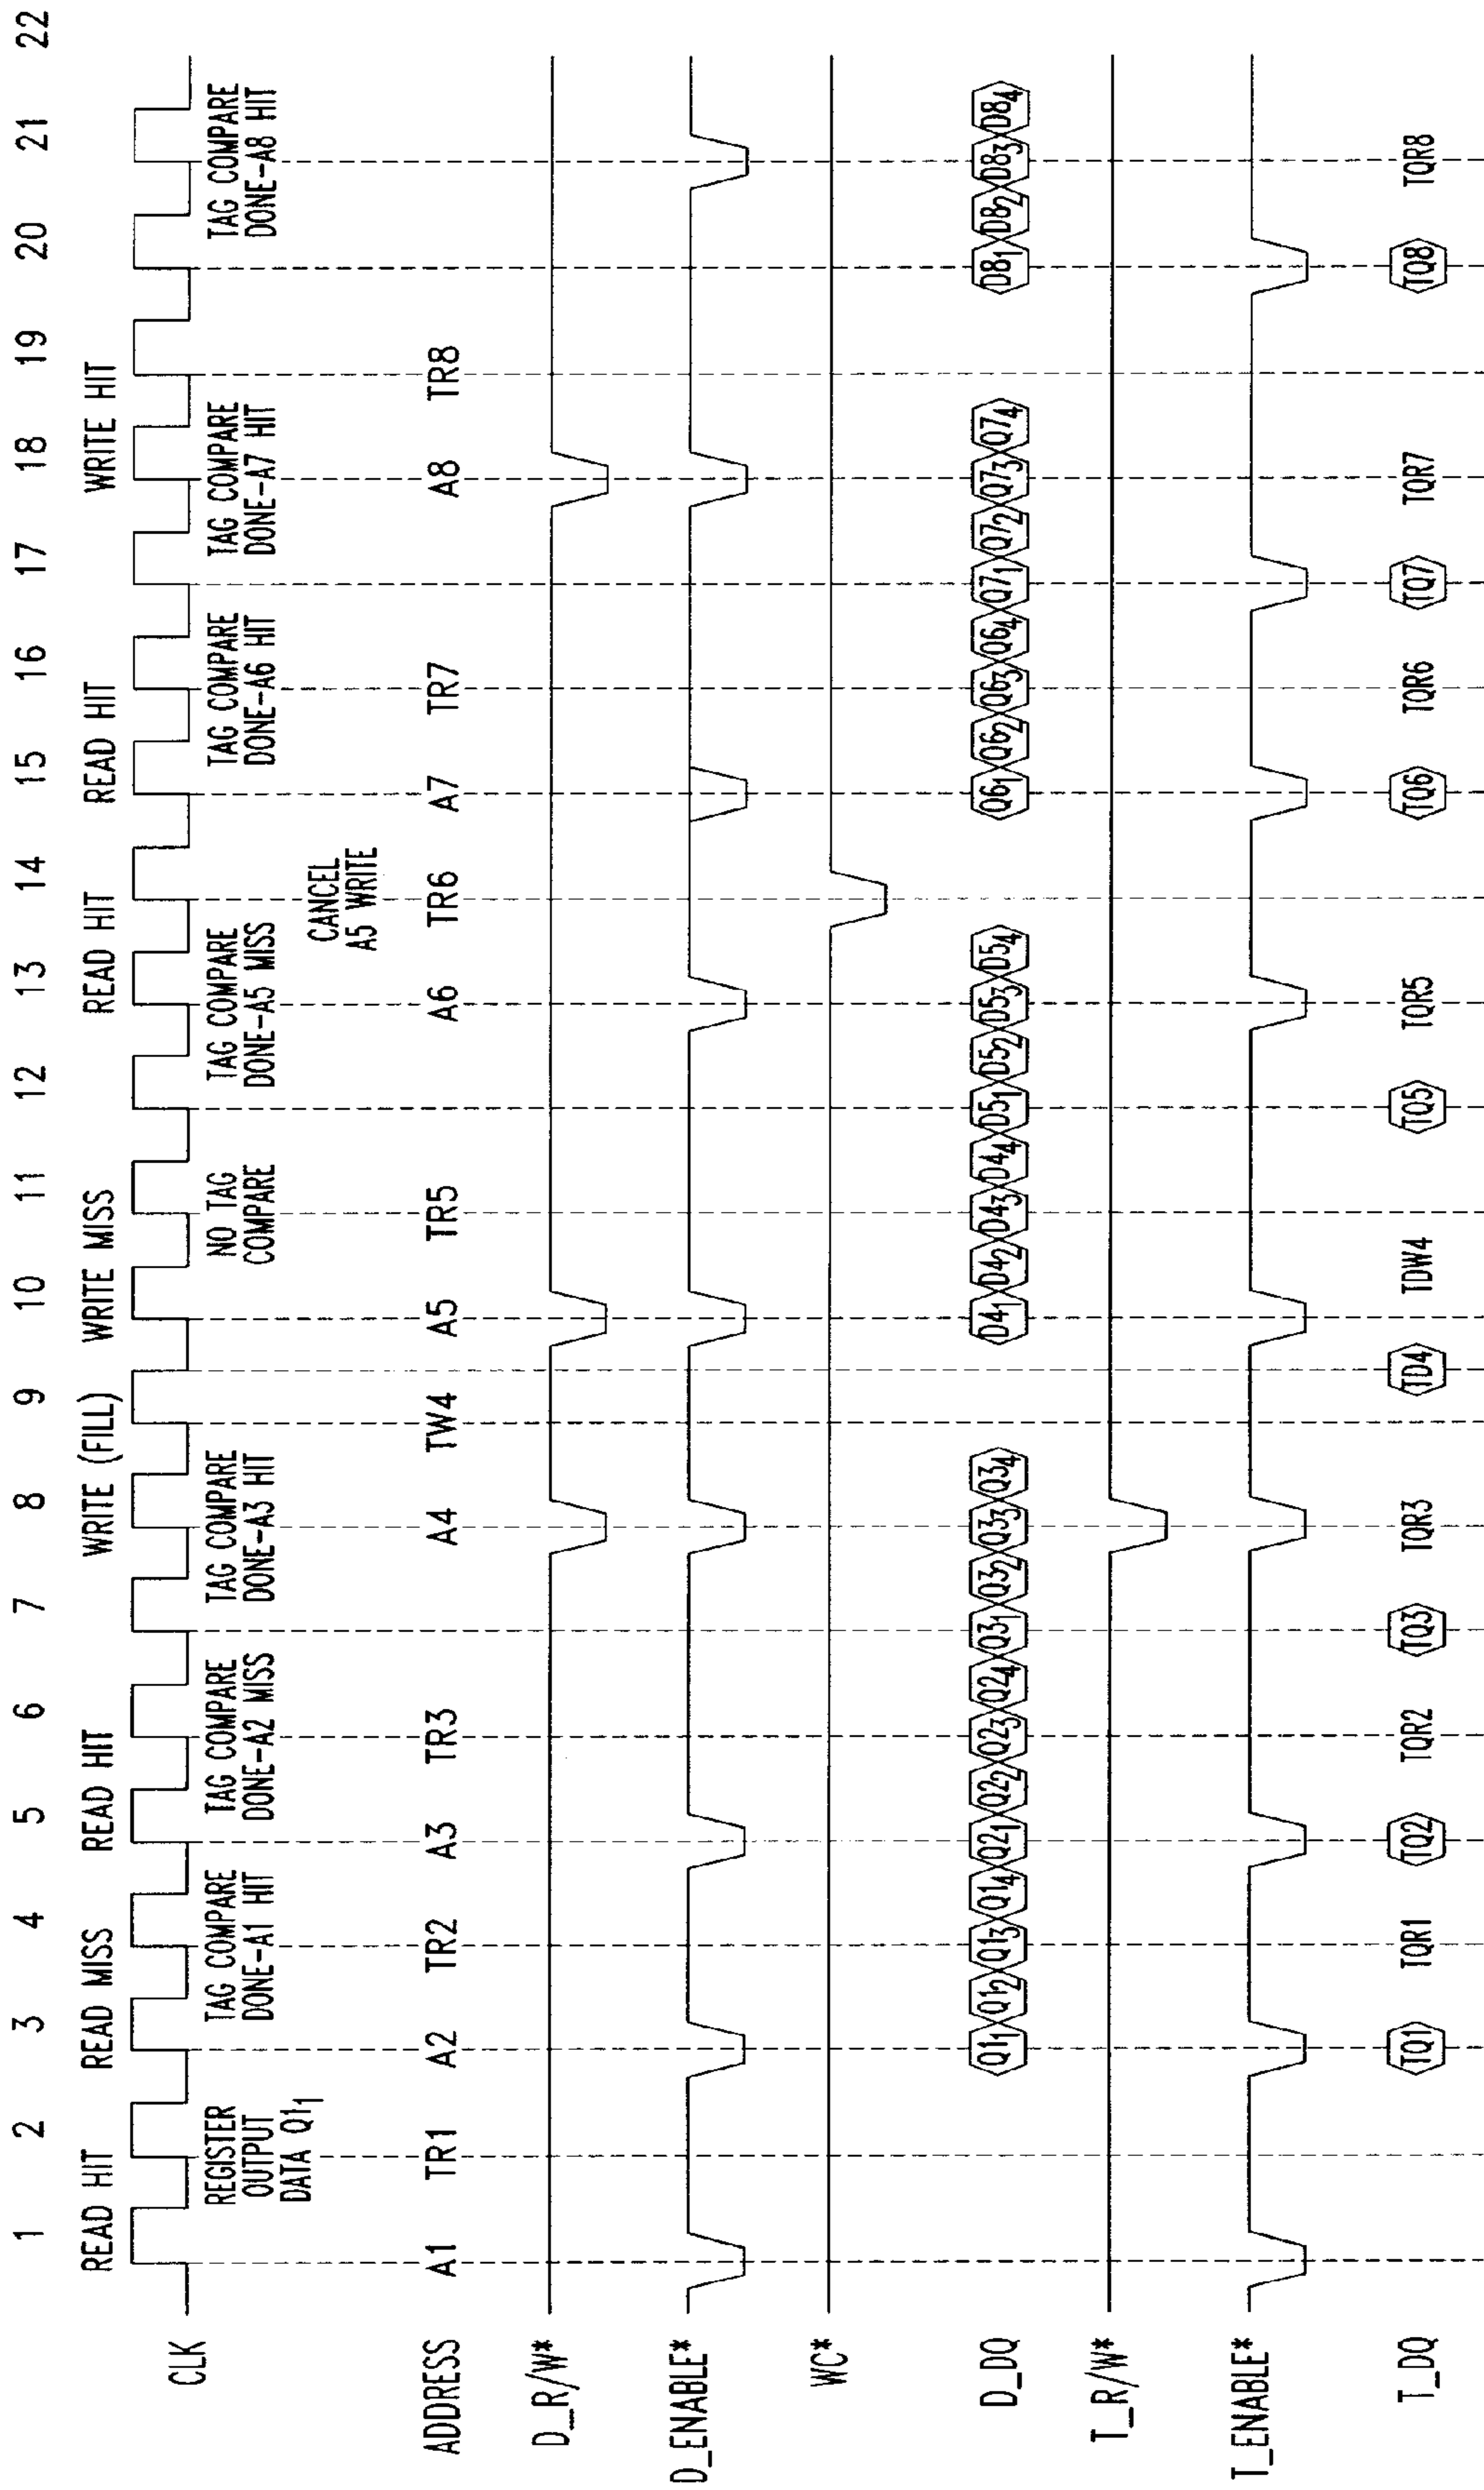 1 2 3 4 5 6 7 8 9 10 11 12 13 14 15 16 17 18 19 20 21 22
READ HIT READ MISS READ HIT WRITE (FILL) WRITE MISS READ HIT READ HIT WRITE HIT
CLK
REGISTER
OUTPUT
DATA Q1₁
TAG COMPARE
DONE-A1 HIT
TAG COMPARE
DONE-A2 MISS
TAG COMPARE
DONE-A3 HIT
NO TAG
COMPARE
TAG COMPARE
DONE-A5 MISS
CANCEL
A5 WRITE
TAG COMPARE
DONE-A6 HIT
TAG COMPARE
DONE-A7 HIT
TAG COMPARE
DONE-A8 HIT
ADDRESS A1 TR1 A2 TR2 A3 TR3 A4 TW4 A5 TR5 A6 TR6 A7 TR7 A8 TR8
D_R/W*
D_ENABLE*
WC*
D_DQ Q1₁ Q1₂ Q1₃ Q1₄ Q2₁ Q2₂ Q2₃ Q2₄ Q3₁ Q3₂ Q3₃ Q3₄ D4₁ D4₂ D4₃ D4₄ D5₁ D5₂ D5₃ D5₄ Q6₁ Q6₂ Q6₃ Q6₄ Q7₁ Q7₂ Q7₃ Q7₄ D8₁ D8₂ D8₃ D8₄
T_R/W*
T_ENABLE*
T_DQ TQ1 TQR1 TQ2 TQR2 TQ3 TQR3 TD4 TDW4 TQ5 TQR5 TQ6 TQR6 TQ7 TQR7 TQ8 TQR8